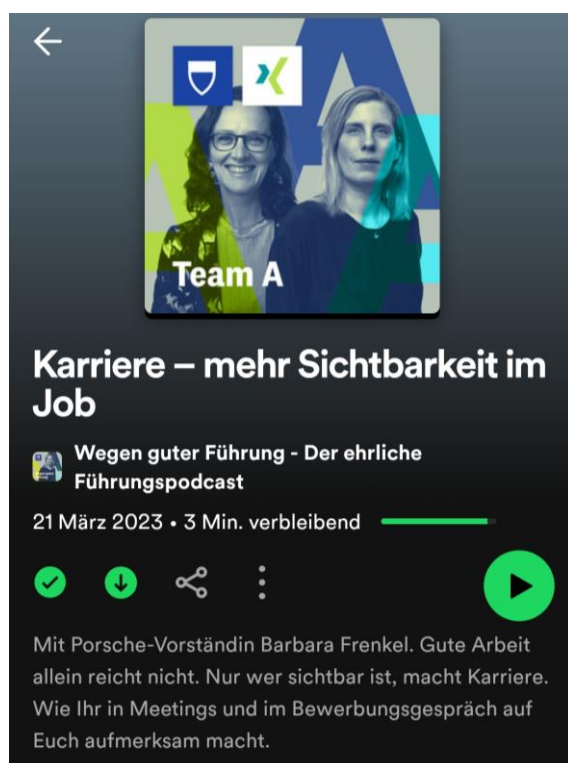 Team A
Karriere – mehr Sichtbarkeit im
Job
Wegen guter Führung - Der ehrliche
Führungspodcast
21 März 2023 • 3 Min. verbleibend
Mit Porsche-Vorständin Barbara Frenkel. Gute Arbeit
allein reicht nicht. Nur wer sichtbar ist, macht Karriere.
Wie Ihr in Meetings und im Bewerbungsgespräch auf
Euch aufmerksam macht.